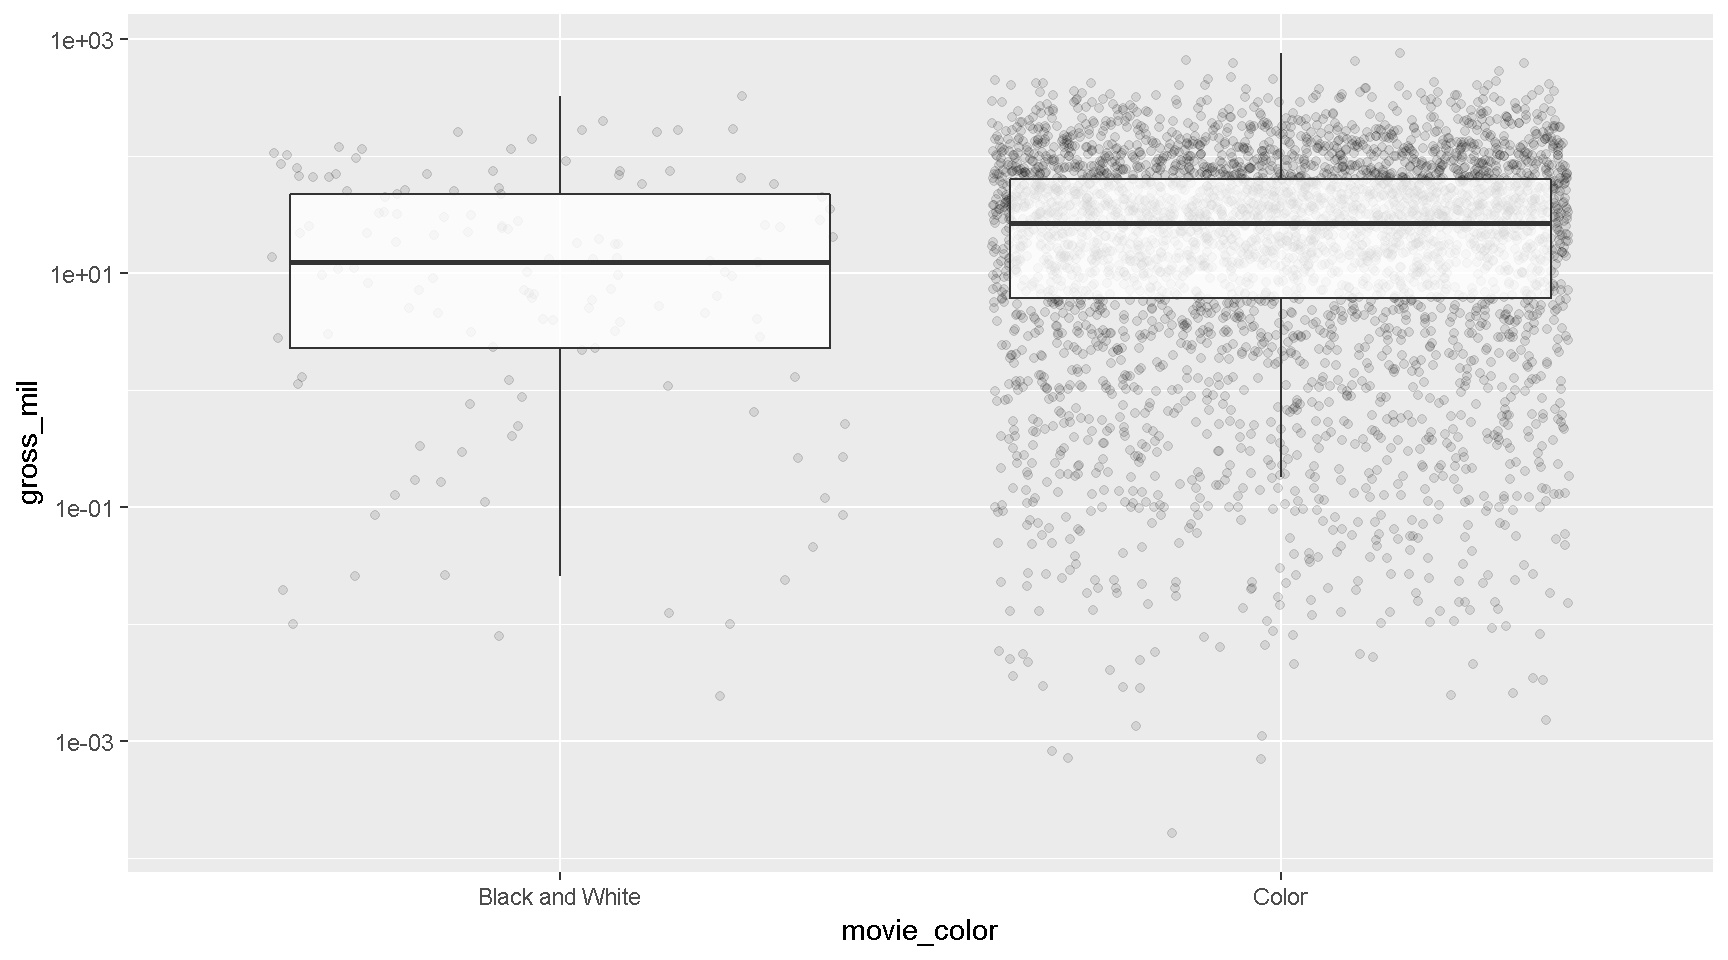 1e+03
1e+01
1e-01
1e-03
gross_mil
Black and White
Color
movie_color